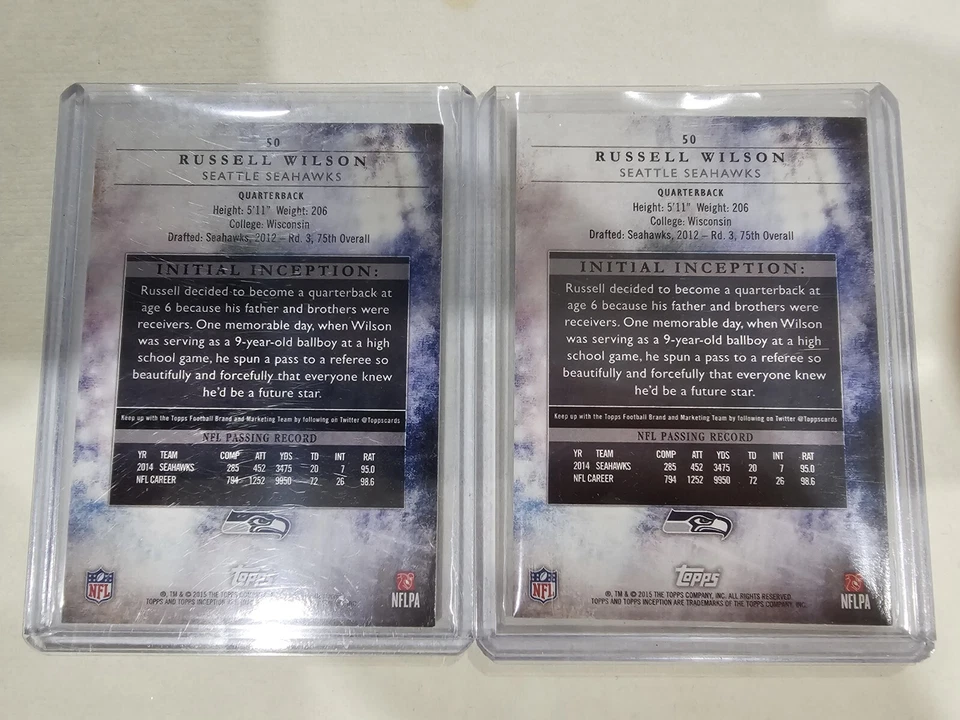 50
RUSSELL WILSON
SEATTLE SEAHAWKS
QUARTERBACK
Height: 5'11" Weight: 206
College: Wisconsin
Drafted: Seahawks, 2012 – Rd. 3, 75th Overall
INITIAL INCEPTION:
Russell decided to become a quarterback at
age 6 because his father and brothers were
receivers. One memorable day, when Wilson
was serving as a 9-year-old ballboy at a high
school game, he spun a pass to a referee so
beautifully and forcefully that everyone knew
he'd be a future star.
Keep up with the Topps Football Brand and Marketing Team by following on Twitter @Toppscards
NFL PASSING RECORD
YR TEAM COMP ATT YDS TD INT RAT
2014 SEAHAWKS 285 452 3475 20 7 95.0
NFL CAREER 794 1252 9950 72 26 98.6
NFL
Topps
NFLPA
®, TM & © 2015 THE TOPPS COMPANY,
TOPPS AND TOPPS INCEPTION
50
RUSSELL WILSON
SEATTLE SEAHAWKS
QUARTERBACK
Height: 5'11" Weight: 206
College: Wisconsin
Drafted: Seahawks, 2012 – Rd. 3, 75th Overall
INITIAL INCEPTION:
Russell decided to become a quarterback at
age 6 because his father and brothers were
receivers. One memorable day, when Wilson
was serving as a 9-year-old ballboy at a high
school game, he spun a pass to a referee so
beautifully and forcefully that everyone knew
he'd be a future star.
Keep up with the Topps Football Brand and Marketing Team by following on Twitter @Toppscards
NFL PASSING RECORD
YR TEAM COMP ATT YDS TD INT RAT
2014 SEAHAWKS 285 452 3475 20 7 95.0
NFL CAREER 794 1252 9950 72 26 98.6
NFL
Topps
NFLPA
®, TM & © 2015 THE TOPPS COMPANY, INC. ALL RIGHTS RESERVED.
TOPPS AND TOPPS INCEPTION ARE TRADEMARKS OF THE TOPPS COMPANY, INC.